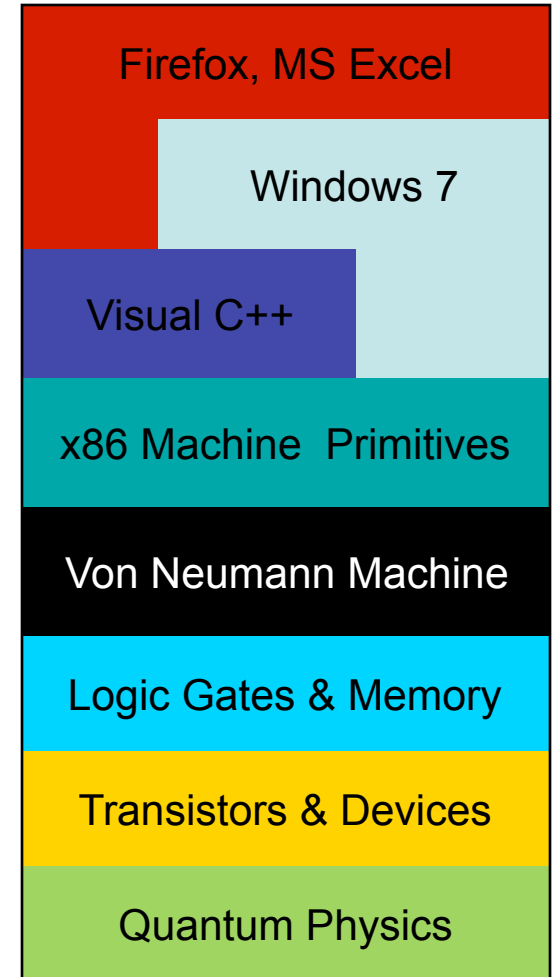 Firefox, MS Excel
Windows 7
Visual C++
x86 Machine  Primitives
Von Neumann Machine
Logic Gates & Memory
Transistors & Devices
Quantum Physics